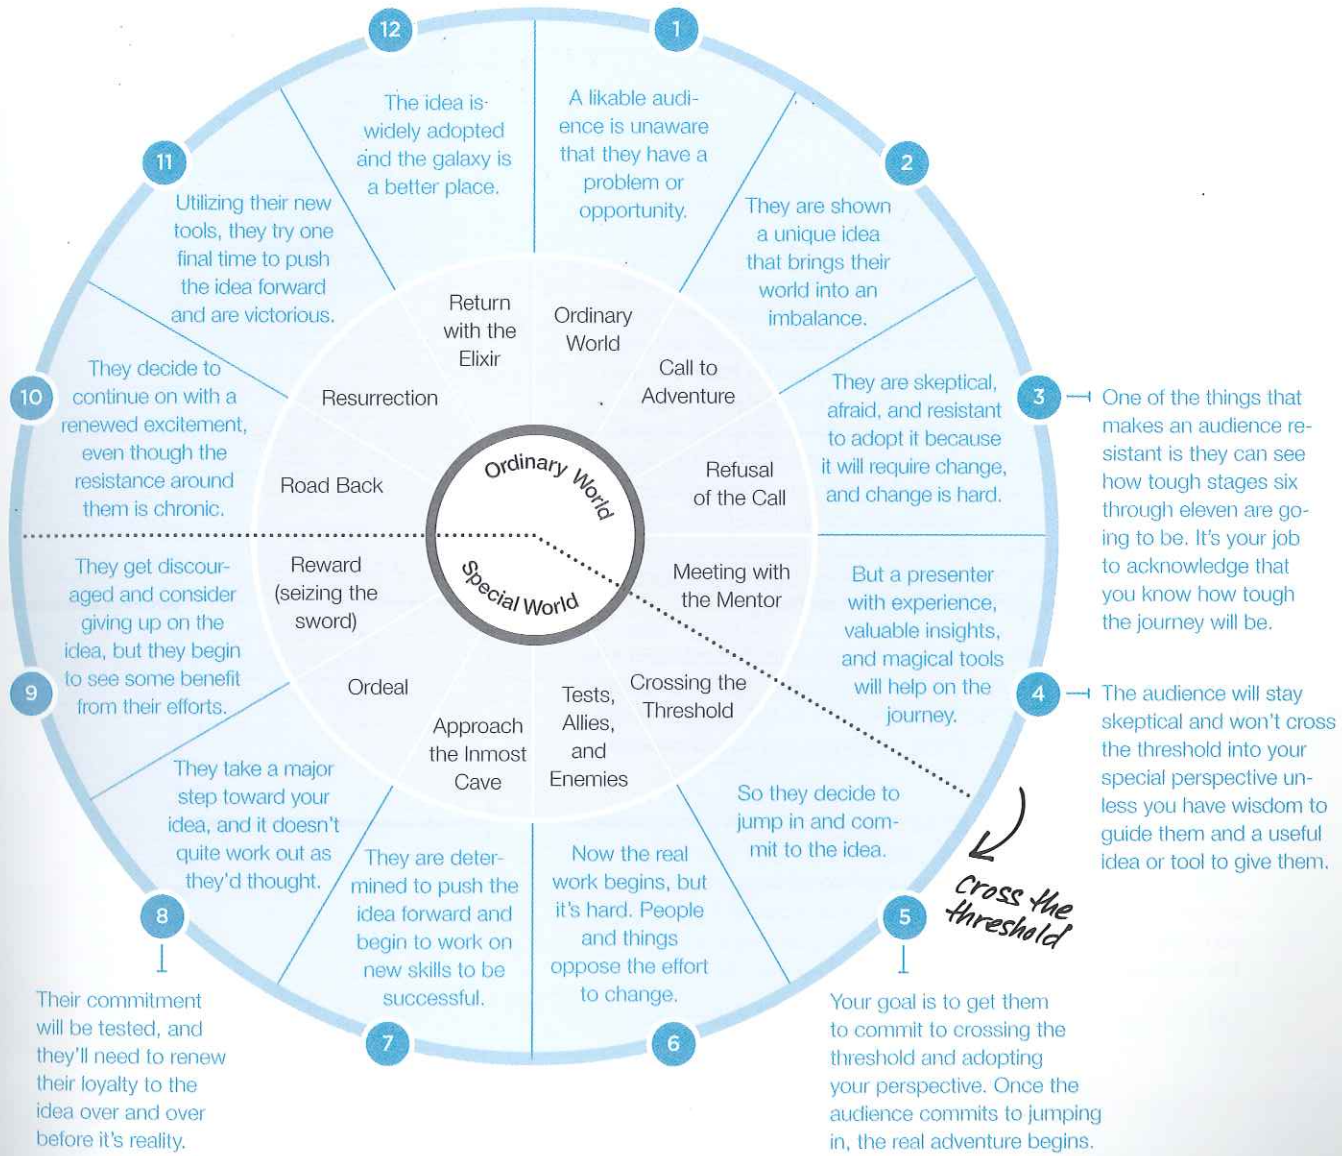 12
1
11
2
10
3
9
4
8
5
7
6
A likable audi-
ence is unaware
that they have a
problem or
opportunity.
They are shown
a unique idea
that brings their
world into an
imbalance.
They are skeptical,
afraid, and resistant
to adopt it because
it will require change,
and change is hard.
But a presenter
with experience,
valuable insights,
and magical tools
will help on the
journey.
So they decide to
jump in and com-
mit to the idea.
Now the real
work begins, but
it's hard. People
and things
oppose the effort
to change.
They are deter-
mined to push the
idea forward and
begin to work on
new skills to be
successful.
They take a major
step toward your
idea, and it doesn't
quite work out as
they'd thought.
They get discour-
aged and consider
giving up on the
idea, but they begin
to see some benefit
from their efforts.
They decide to
continue on with a
renewed excitement,
even though the
resistance around
them is chronic.
Utilizing their new
tools, they try one
final time to push
the idea forward
and are victorious.
The idea is
widely adopted
and the galaxy is
a better place.
Ordinary
World
Call to
Adventure
Refusal
of the Call
Meeting with
the Mentor
Crossing the
Threshold
Tests,
Allies,
and
Enemies
Approach
the Inmost
Cave
Ordeal
Reward
(seizing the
sword)
Road Back
Resurrection
Return
with the
Elixir
Ordinary World
Special World
One of the things that
makes an audience re-
sistant is they can see
how tough stages six
through eleven are go-
ing to be. It's your job
to acknowledge that
you know how tough
the journey will be.
The audience will stay
skeptical and won't cross
the threshold into your
special perspective un-
less you have wisdom to
guide them and a useful
idea or tool to give them.
cross the
threshold
Your goal is to get them
to commit to crossing the
threshold and adopting
your perspective. Once the
audience commits to jumping
in, the real adventure begins.
Their commitment
will be tested, and
they'll need to renew
their loyalty to the
idea over and over
before it's reality.